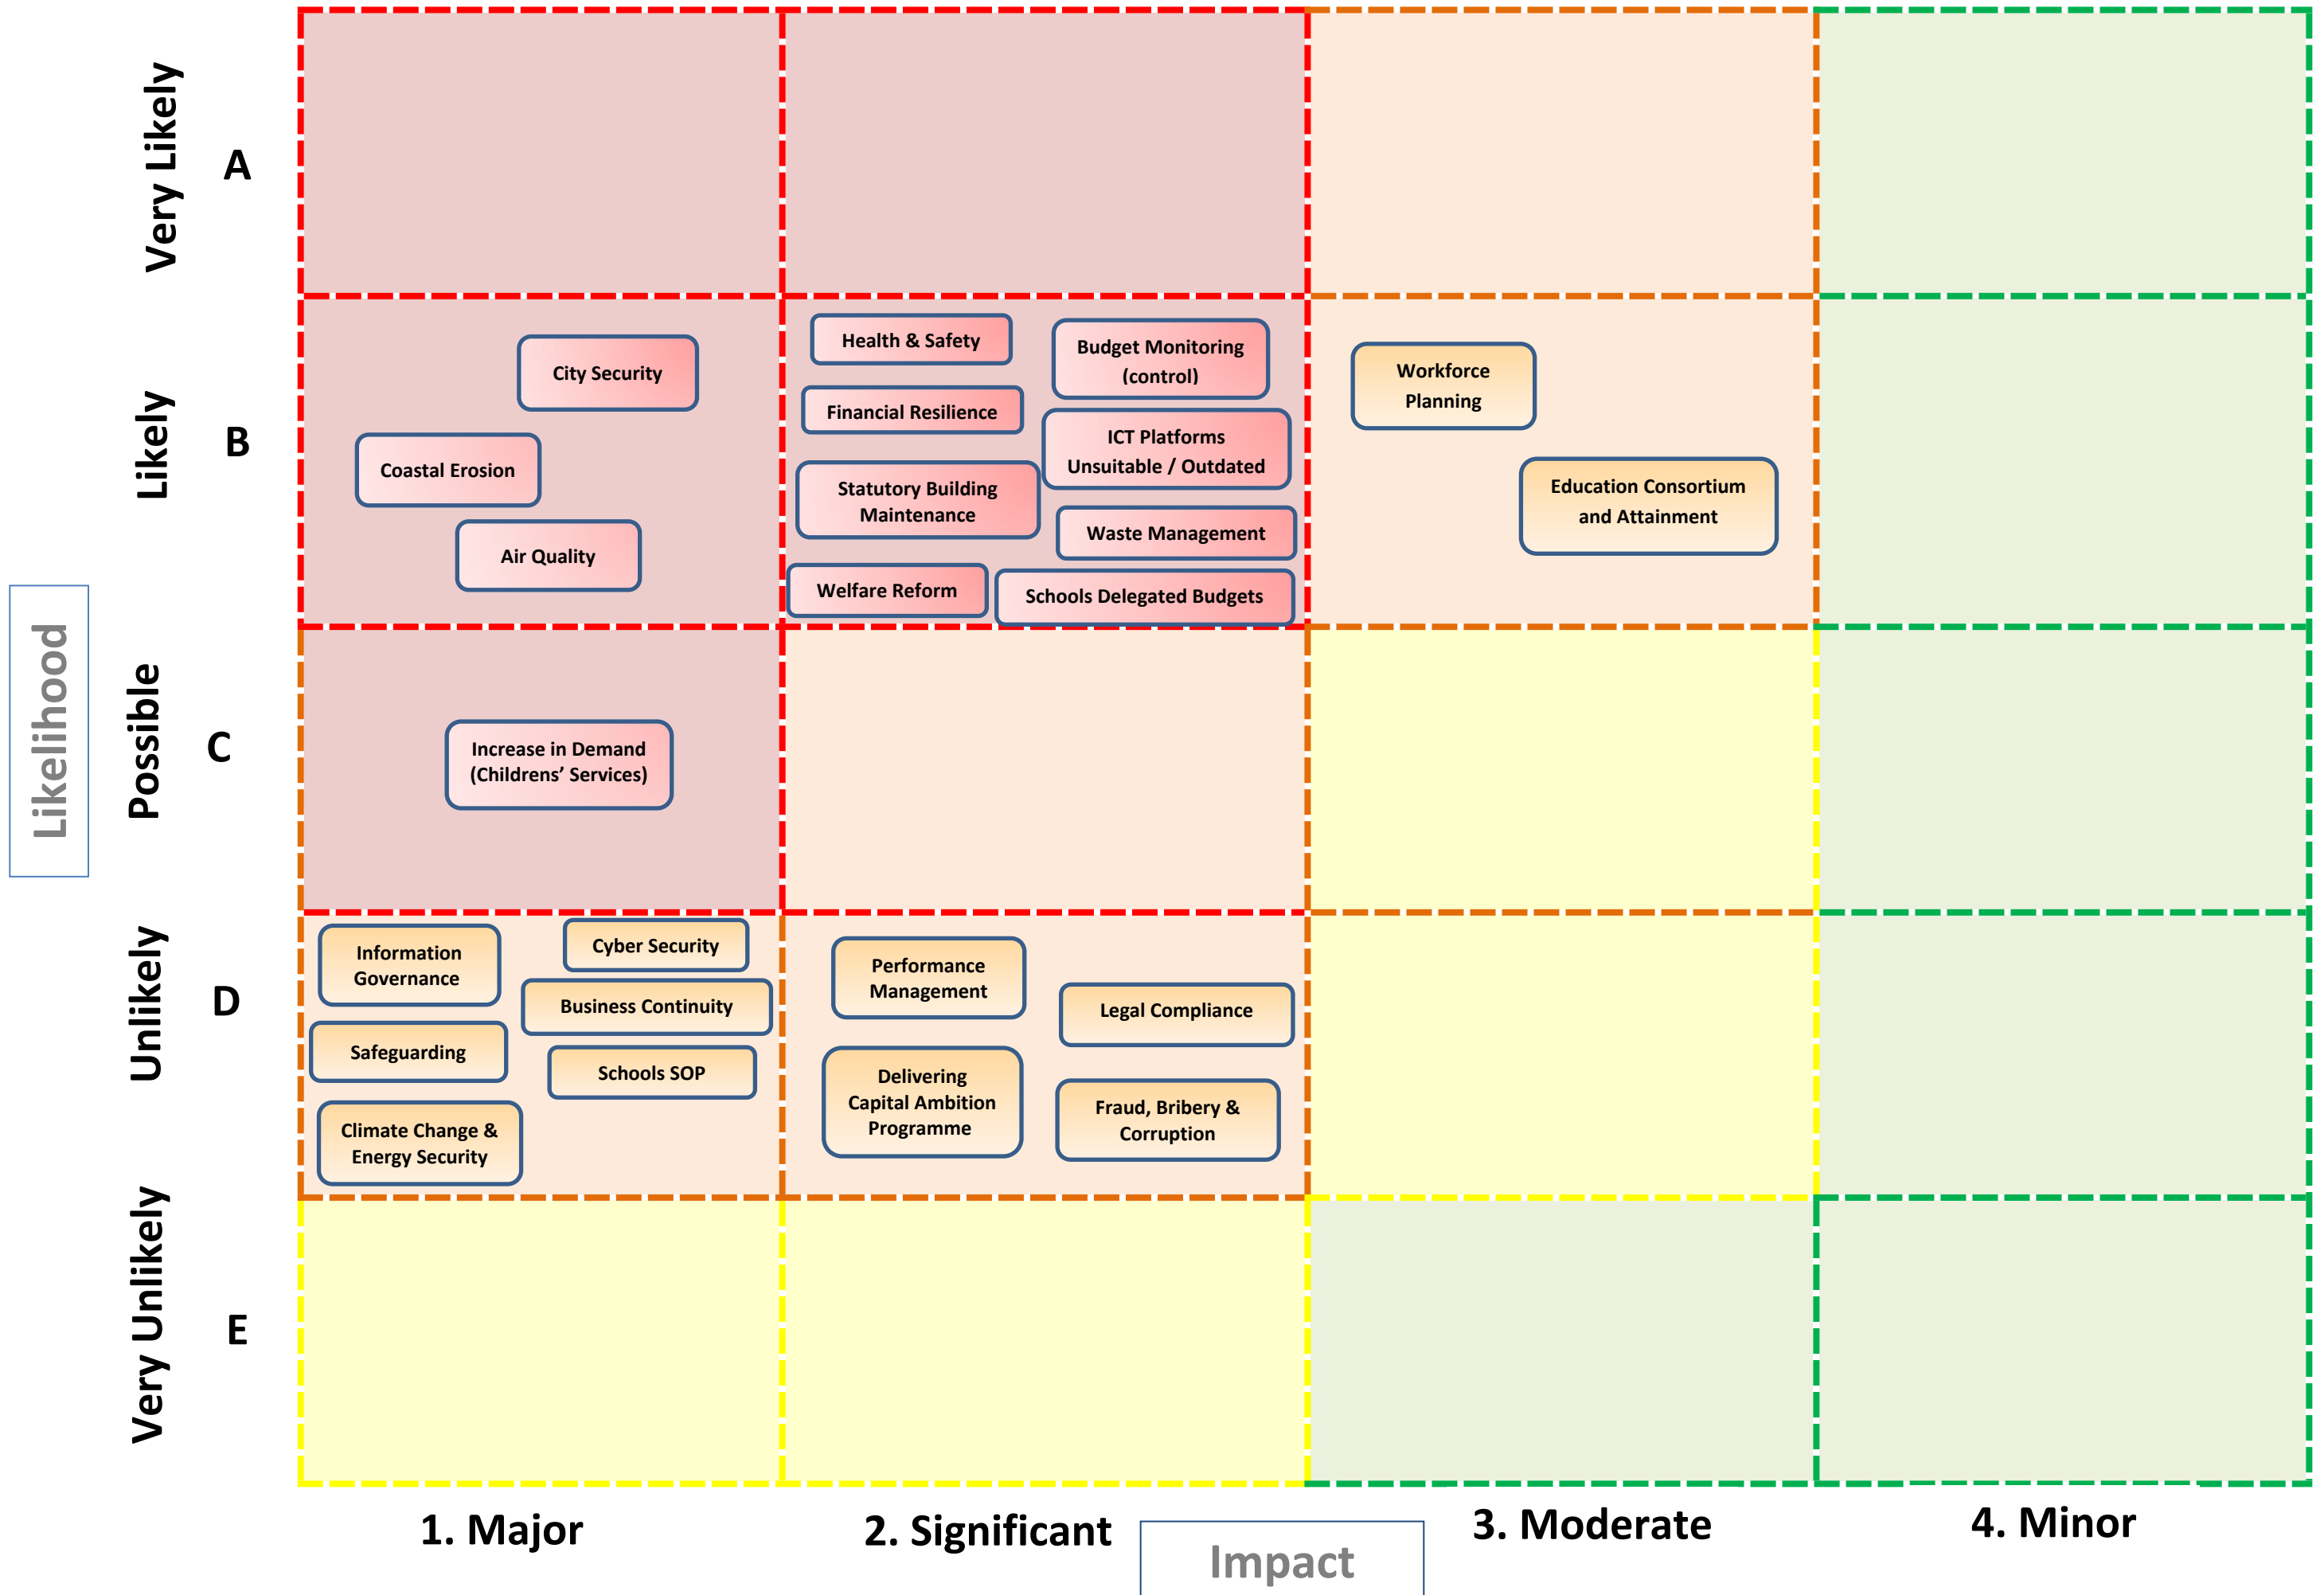 Very Likely
A
Likely
B
City Security
Coastal Erosion
Air Quality
Health & Safety
Budget Monitoring
(control)
Financial Resilience
ICT Platforms
Unsuitable / Outdated
Statutory Building
Maintenance
Waste Management
Welfare Reform
Schools Delegated Budgets
Workforce
Planning
Education Consortium
and Attainment
Likelihood
Possible
C
Increase in Demand
(Childrens’ Services)
Unlikely
D
Information
Governance
Cyber Security
Business Continuity
Safeguarding
Schools SOP
Climate Change &
Energy Security
Performance
Management
Legal Compliance
Delivering
Capital Ambition
Programme
Fraud, Bribery &
Corruption
Very Unlikely
E
1. Major
2. Significant
3. Moderate
4. Minor
Impact